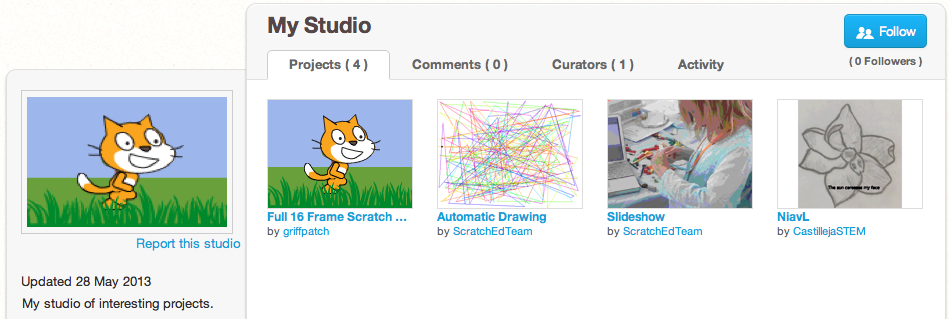 My Studio
Follow
( 0 Followers )
Projects ( 4 )
Comments ( 0 )
Curators ( 1 )
Activity
Report this studio
Updated 28 May 2013
My studio of interesting projects.
Full 16 Frame Scratch ...
by griffpatch
Automatic Drawing
by ScratchEdTeam
Slideshow
by ScratchEdTeam
The sun caresses my face
NiavL
by CastillejaSTEM